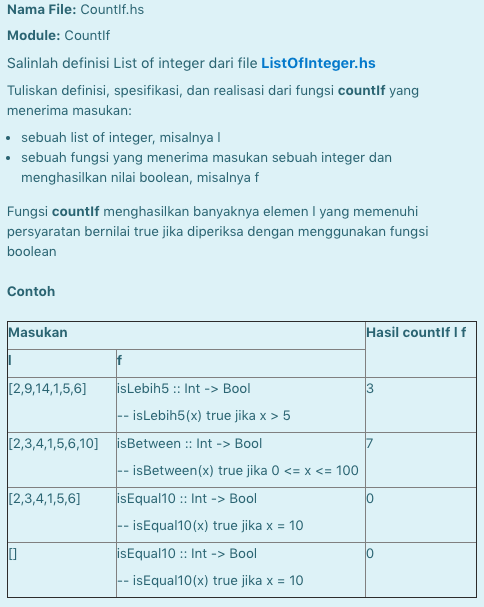 Nama File: CountIf.hs
Module: CountIf
Salinlah definisi List of integer dari file ListOfInteger.hs
Tuliskan definisi, spesifikasi, dan realisasi dari fungsi countIf yang
menerima masukan:
• sebuah list of integer, misalnya l
• sebuah fungsi yang menerima masukan sebuah integer dan
menghasilkan nilai boolean, misalnya f
Fungsi countIf menghasilkan banyaknya elemen l yang memenuhi
persyaratan bernilai true jika diperiksa dengan menggunakan fungsi
boolean
Contoh
Masukan Hasil countIf l f
l f
[2,9,14,1,5,6] isLebih5 :: Int -> Bool 3
-- isLebih5(x) true jika x > 5
[2,3,4,1,5,6,10] isBetween :: Int -> Bool 7
-- isBetween(x) true jika 0 <= x <= 100
[2,3,4,1,5,6] isEqual10 :: Int -> Bool 0
-- isEqual10(x) true jika x = 10
[] isEqual10 :: Int -> Bool 0
-- isEqual10(x) true jika x = 10